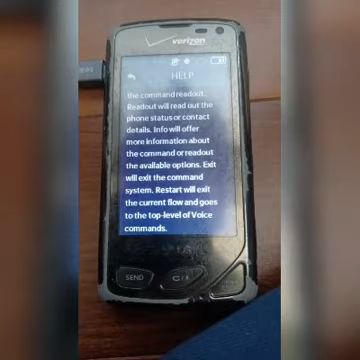 verizon
HELP
the command readout.
Readout will read out the
phone status or contact
details. Info will offer
more information about
the command or readout
the available options. Exit
will exit the command
system. Restart will exit
the current flow and goes
to the top-level of Voice
commands.
SEND